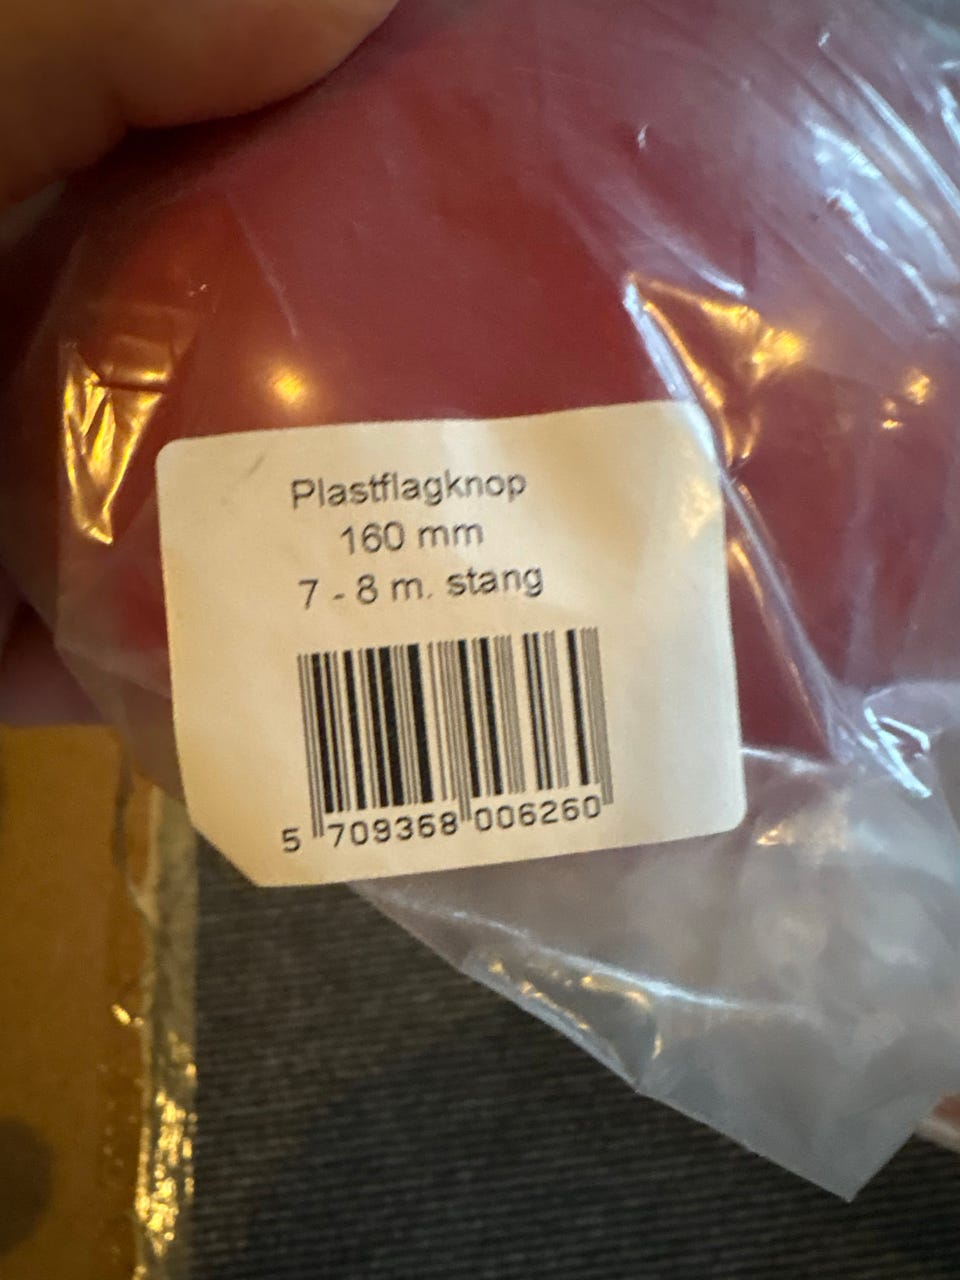 Plastflagknop
160 mm
7 - 8 m. stang
5 709368 006260